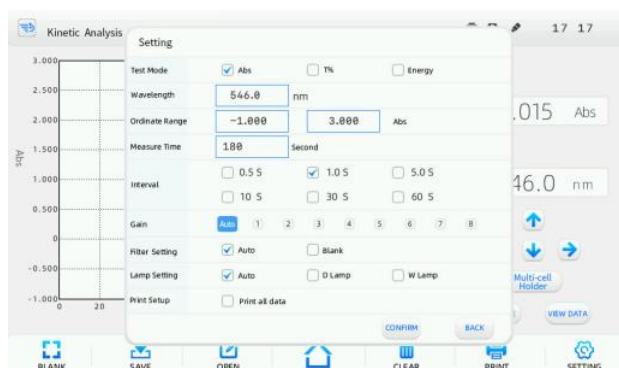 Kinetic Analysis
17 17
Setting
Test Mode Abs T% Energy
Wavelength 546.0 nm
Ordinate Range -1.000 3.000 Abs
Measure Time 180 Second
Interval
0.5 S 1.0 S 5.0 S
10 S 30 S 60 S
Gain Auto 1 2 3 4 5 6 7 8
Filter Setting Auto Blank
Lamp Setting Auto D Lamp W Lamp
Print Setup Print all data
CONFIRM BACK
3.000
2.500
2.000
1.500
1.000
0.500
0
-0.500
-1.000
Abs
0 20
.015 Abs
46.0 nm
Multi-cell
Holder
VIEW DATA
BLANK SAVE OPEN CLEAR PRINT SETTING